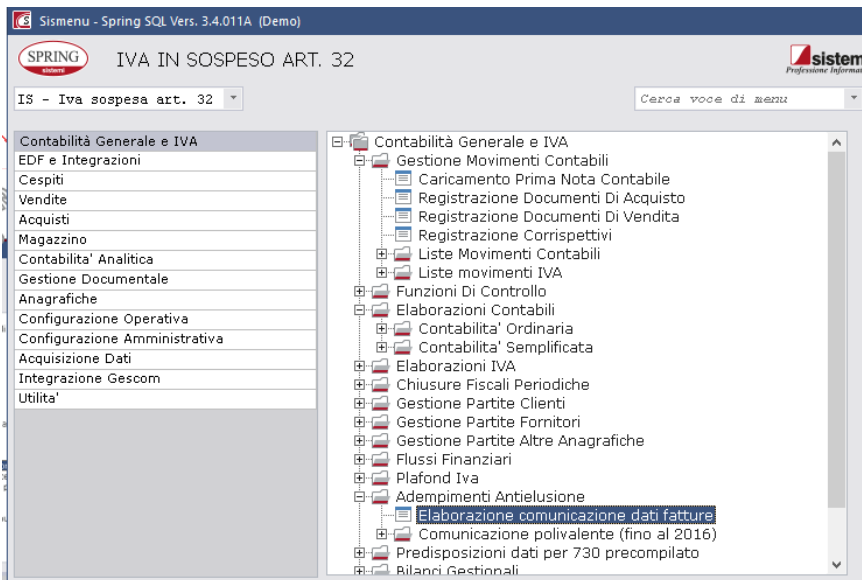 Sismenu - Spring SQL Vers. 3.4.011A (Demo)
SPRING
sistemi
IVA IN SOSPESO ART. 32
sistem
Professione Informat
IS - Iva sospesa art. 32
Cerca voce di menu
Contabilità Generale e IVA
EDF e Integrazioni
Cespiti
Vendite
Acquisti
Magazzino
Contabilita' Analitica
Gestione Documentale
Anagrafiche
Configurazione Operativa
Configurazione Amministrativa
Acquisizione Dati
Integrazione Gescom
Utilita'
Contabilità Generale e IVA
Gestione Movimenti Contabili
Caricamento Prima Nota Contabile
Registrazione Documenti Di Acquisto
Registrazione Documenti Di Vendita
Registrazione Corrispettivi
Liste Movimenti Contabili
Liste movimenti IVA
Funzioni Di Controllo
Elaborazioni Contabili
Contabilita' Ordinaria
Contabilita' Semplificata
Elaborazioni IVA
Chiusure Fiscali Periodiche
Gestione Partite Clienti
Gestione Partite Fornitori
Gestione Partite Altre Anagrafiche
Flussi Finanziari
Plafond Iva
Adempimenti Antielusione
Elaborazione comunicazione dati fatture
Comunicazione polivalente (fino al 2016)
Predisposizioni dati per 730 precompilato
Bilanci Gestionali